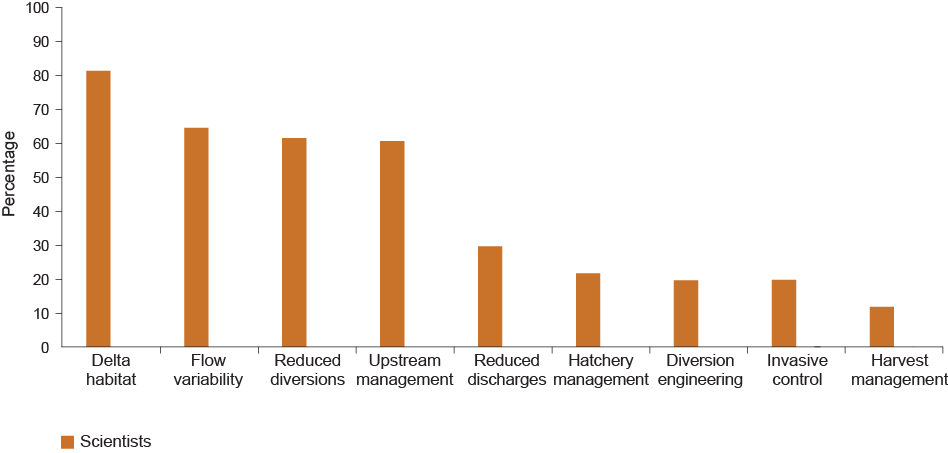 100
90
80
70
60
50
40
30
20
10
0
Percentage
Delta
habitat
Flow
variability
Reduced
diversions
Upstream
management
Reduced
discharges
Hatchery
management
Diversion
engineering
Invasive
control
Harvest
management
Scientists